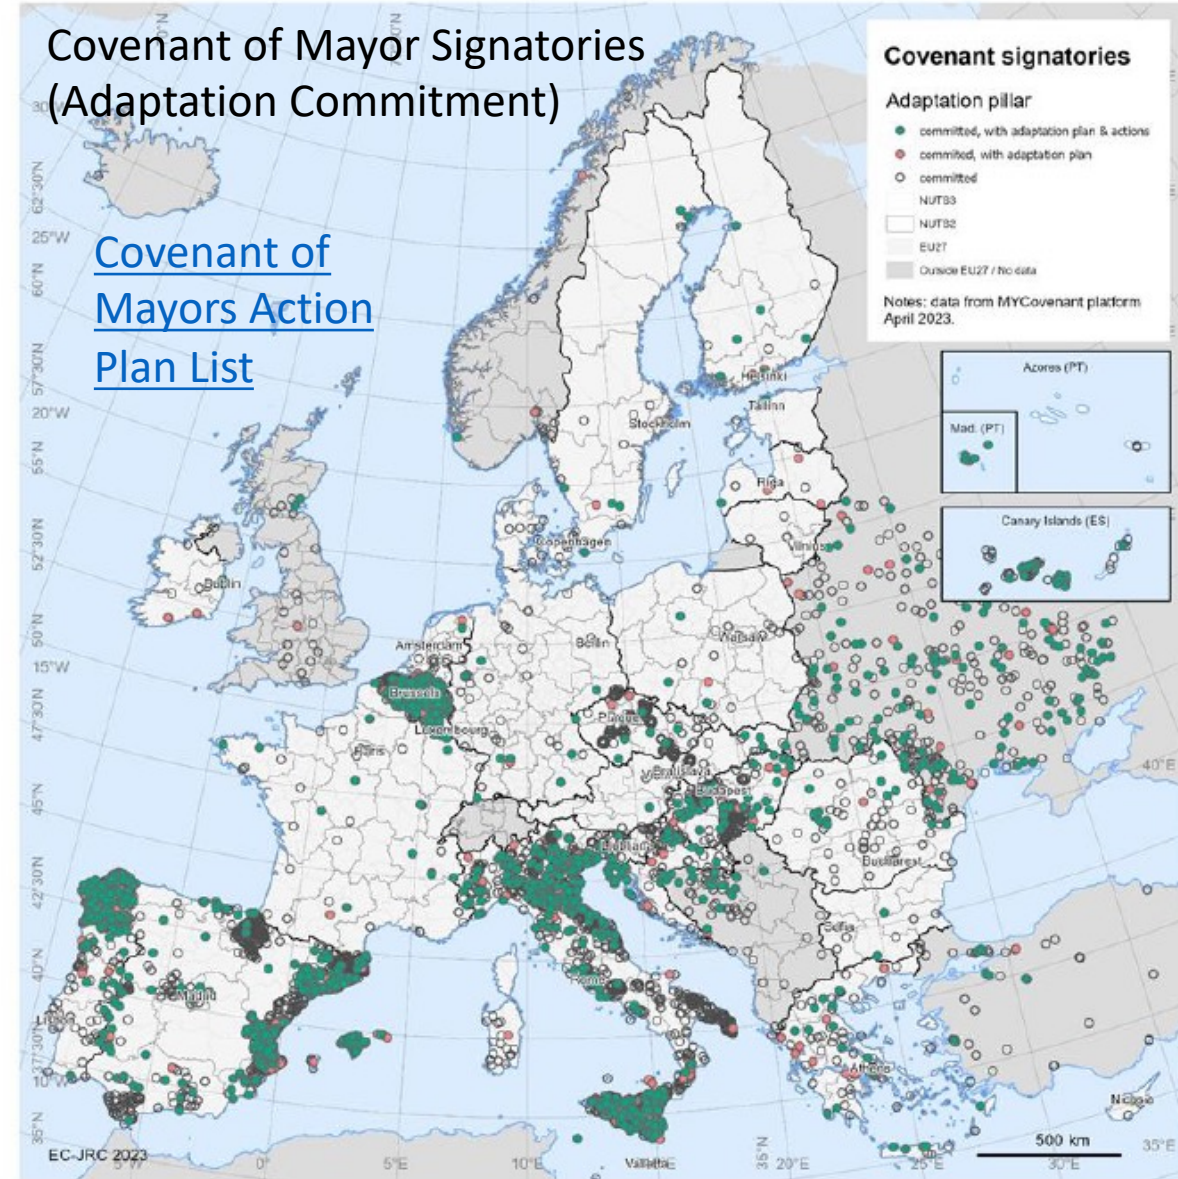 Covenant of Mayor Signatories
(Adaptation Commitment)
Covenant of
Mayors Action
Plan List
Covenant signatories
Adaptation pillar
committed, with adaptation plan & actions
commited, with adaptation plan
committed
NUTS3
NUTS2
EU27
Outside EU27 / No data
Notes: data from MYCovenant platform
April 2023.
Azores (PT)
Mad. (PT)
Canary Islands (ES)
Helsinki
Tallinn
Stockholm
Riga
Copenhagen
Vilnius
Dublin
Amsterdam
Berlin
Warsaw
Brussels
Luxembourg
Prague
Paris
Bratislava
Budapest
Ljubljana
Bucharest
Sofia
Rome
Madrid
Athens
Nicosia
Valletta
62°30'N
25°W
60°N
57°30'N
20°W
55°N
52°30'N
50°N
15°W
47°30'N
45°N
42°30'N
40°N
37°30'N
10°W
35°N
40°E
EC-JRC 2023
5°W
0°
5°E
10°E
35°N
20°E
25°E
30°E
35°E
500 km